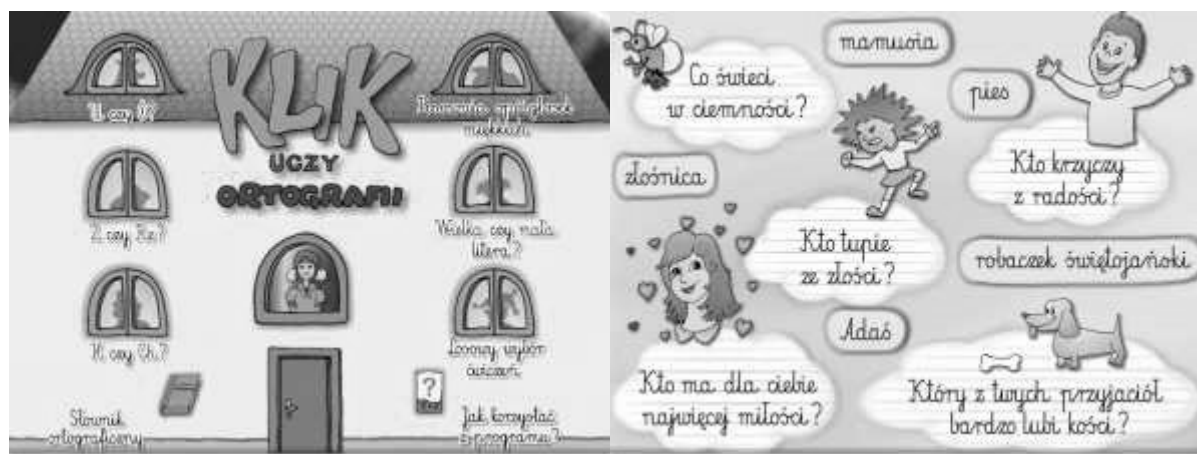 KLIK
UCZY
ORTOGRAFII
U czy Ó?
miękkich
Ż czy Rz?
Wielka czy mała
litera?
H czy Ch?
Losowy wybór
ćwiczeń
Słownik
ortograficzny
?
Jak korzystać
z programu?
Co świeci
w ciemności?
mamusia
pies
Kto krzyczy
z radości?
złośnica
Kto tupie
ze złości?
robaczek świętojański
Adaś
Kto ma dla ciebie
najwięcej miłości?
Który z twych przyjaciół
bardzo lubi kości?